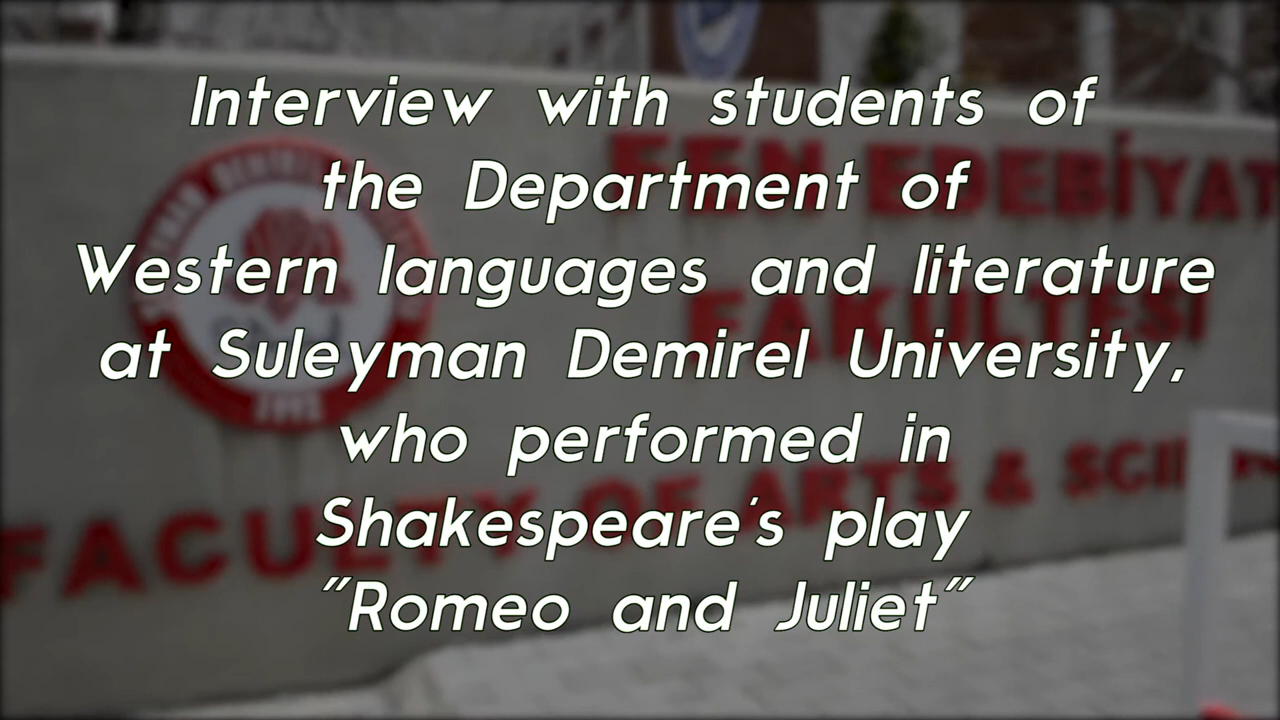 Interview with students of
the Department of
Western languages and literature
at Suleyman Demirel University,
who performed in
Shakespeare's play
"Romeo and Juliet"
FEN EDEBİYAT
FAKÜLTESİ
FACULTY OF ARTS & SCI
1992